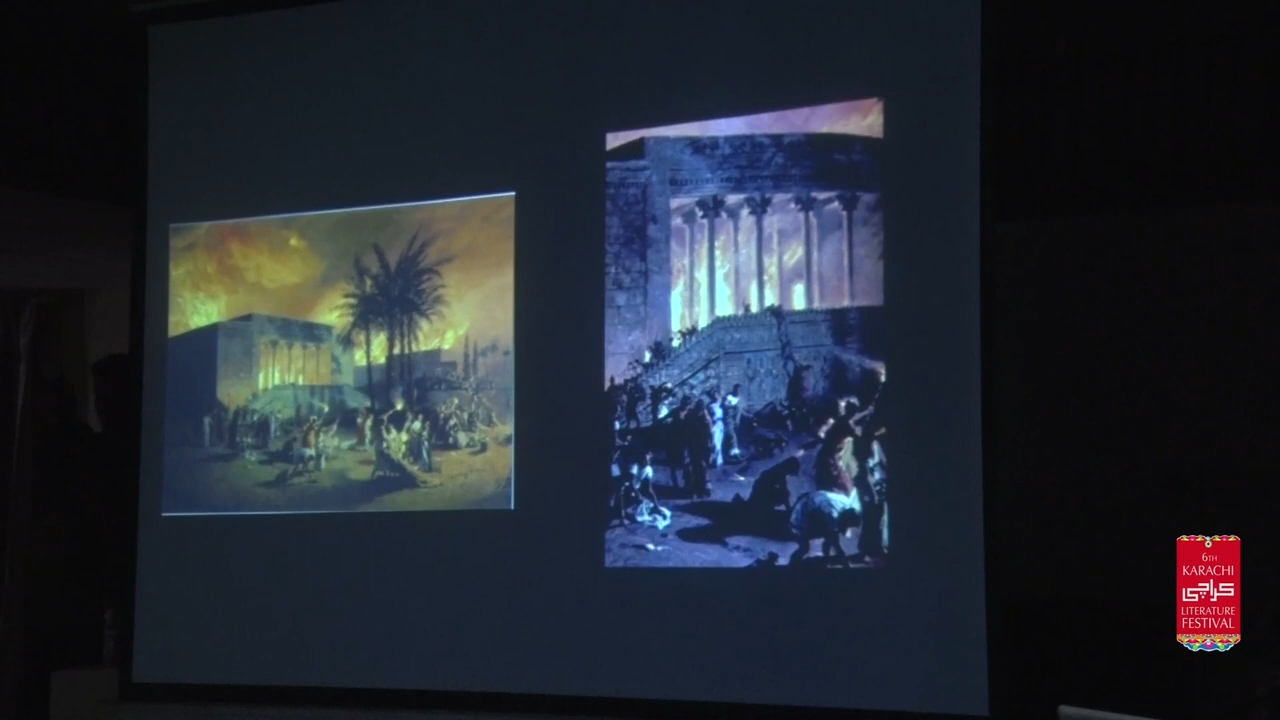 6TH
KARACHI
کراچی
LITERATURE
FESTIVAL